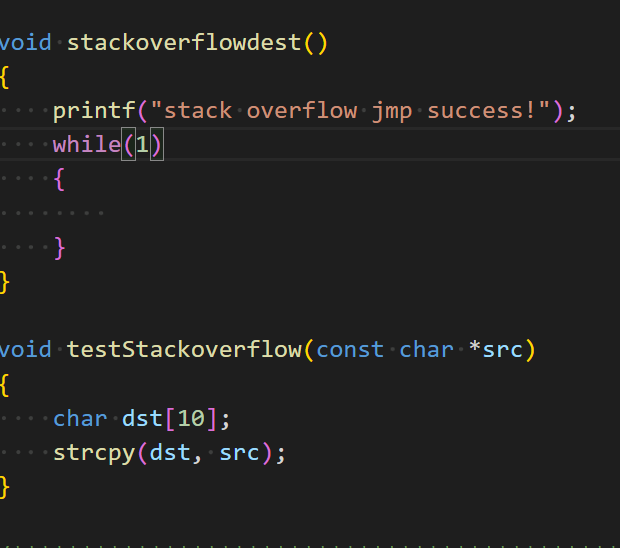 void stackoverflowdest()
{
    printf("stack overflow jmp success!");
    while(1)
    {
        
    }
}

void testStackoverflow(const char *src)
{
    char dst[10];
    strcpy(dst, src);
}